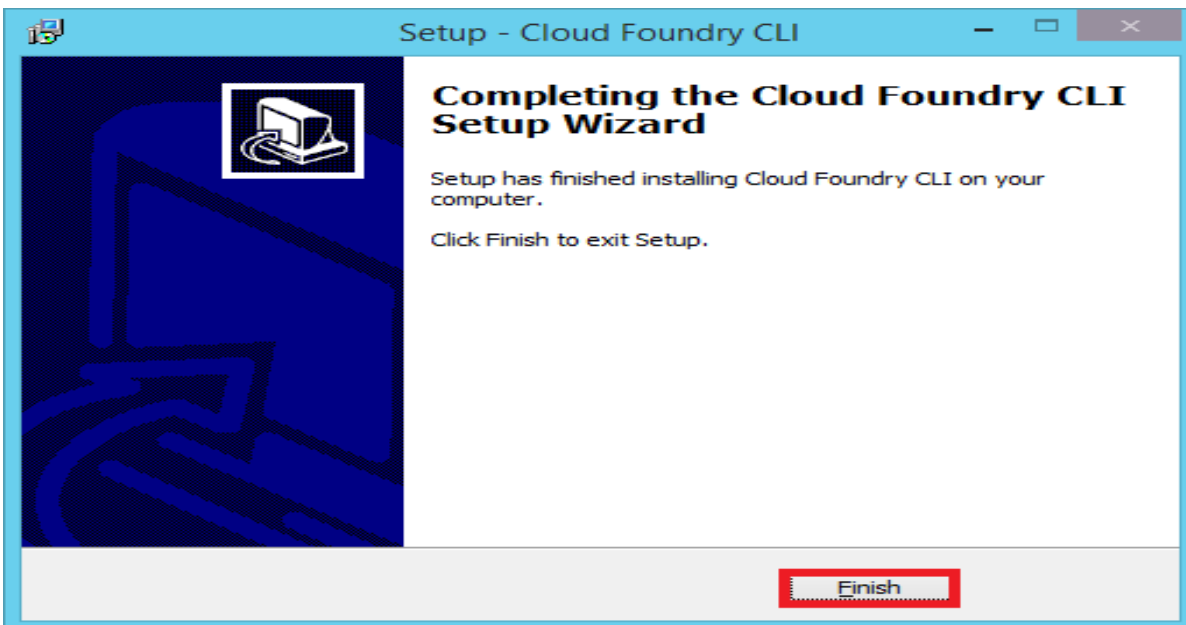 Setup - Cloud Foundry CLI
Completing the Cloud Foundry CLI
Setup Wizard
Setup has finished installing Cloud Foundry CLI on your
computer.
Click Finish to exit Setup.
Finish